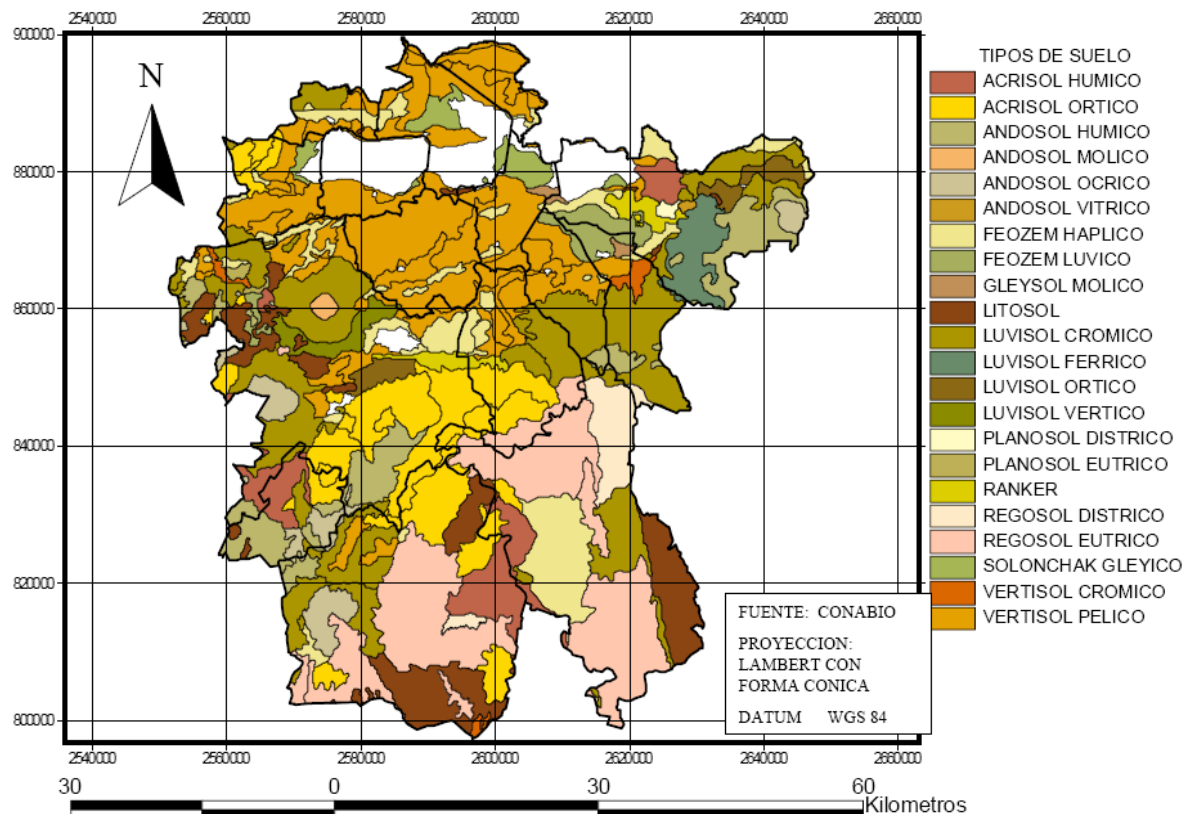 2540000 2560000 2580000 2600000 2620000 2640000 2660000
900000
N
880000
860000
840000
820000
800000
2540000 2560000 2580000 2600000 2620000 2640000 2660000
TIPOS DE SUELO
ACRISOL HUMICO
ACRISOL ORTICO
ANDOSOL HUMICO
ANDOSOL MOLICO
ANDOSOL OCRICO
ANDOSOL VITRICO
FEOZEM HAPLICO
FEOZEM LUVICO
GLEYSOL MOLICO
LITOSOL
LUVISOL CROMICO
LUVISOL FERRICO
LUVISOL ORTICO
LUVISOL VERTICO
PLANOSOL DISTRICO
PLANOSOL EUTRICO
RANKER
REGOSOL DISTRICO
REGOSOL EUTRICO
SOLONCHAK GLEYICO
VERTISOL CROMICO
VERTISOL PELICO
FUENTE: CONABIO
PROYECCION:
LAMBERT CON
FORMA CONICA
DATUM WGS 84
30 0 30 60
Kilometros